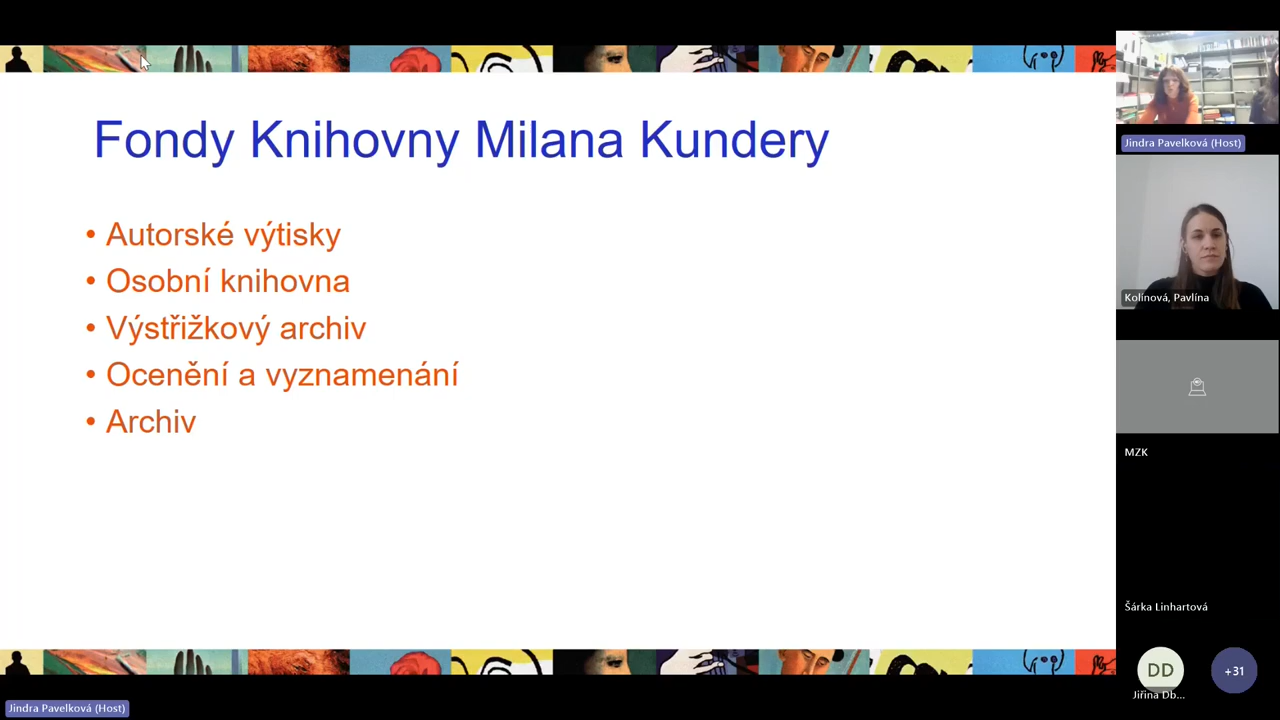 Fondy Knihovny Milana Kundery
• Autorské výtisky
• Osobní knihovna
• Výstřižkový archiv
• Ocenění a vyznamenání
• Archiv
Jindra Pavelková (Host)
Kolínová, Pavlína
MZK
Šárka Linhartová
DD
+31
Jiřina Db...
Jindra Pavelková (Host)